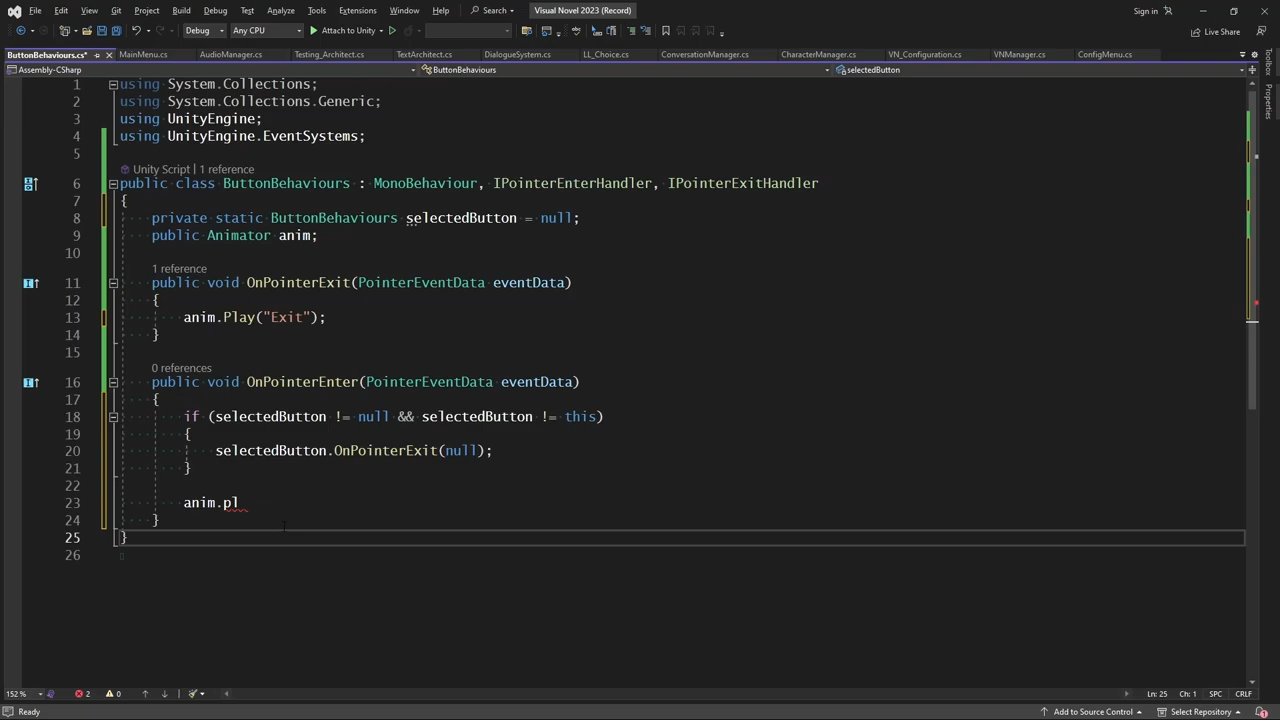 File Edit View Git Project Build Debug Test Analyze Tools Extensions Window Help Search Visual Novel 2023 (Record) Sign in
Debug Any CPU Attach to Unity Live Share
ButtonBehaviours.cs* MainMenu.cs AudioManager.cs Testing_Architect.cs TextArchitect.cs DialogueSystem.cs LL_Choice.cs ConversationManager.cs CharacterManager.cs VN_Configuration.cs VNManager.cs ConfigMenu.cs
Assembly-CSharp ButtonBehaviours selectedButton
Toolbox
Properties
1 using System.Collections;
2 using System.Collections.Generic;
3 using UnityEngine;
4 using UnityEngine.EventSystems;
5
Unity Script | 1 reference
6 public class ButtonBehaviours : MonoBehaviour, IPointerEnterHandler, IPointerExitHandler
7 {
8 private static ButtonBehaviours selectedButton = null;
9 public Animator anim;
10
1 reference
11 public void OnPointerExit(PointerEventData eventData)
12 {
13 anim.Play("Exit");
14 }
15
0 references
16 public void OnPointerEnter(PointerEventData eventData)
17 {
18 if (selectedButton != null && selectedButton != this)
19 {
20 selectedButton.OnPointerExit(null);
21 }
22
23 anim.pl
24 }
25 }
26
152 % 2 0 Ln: 25 Ch: 1 SPC CRLF
Ready Add to Source Control Select Repository